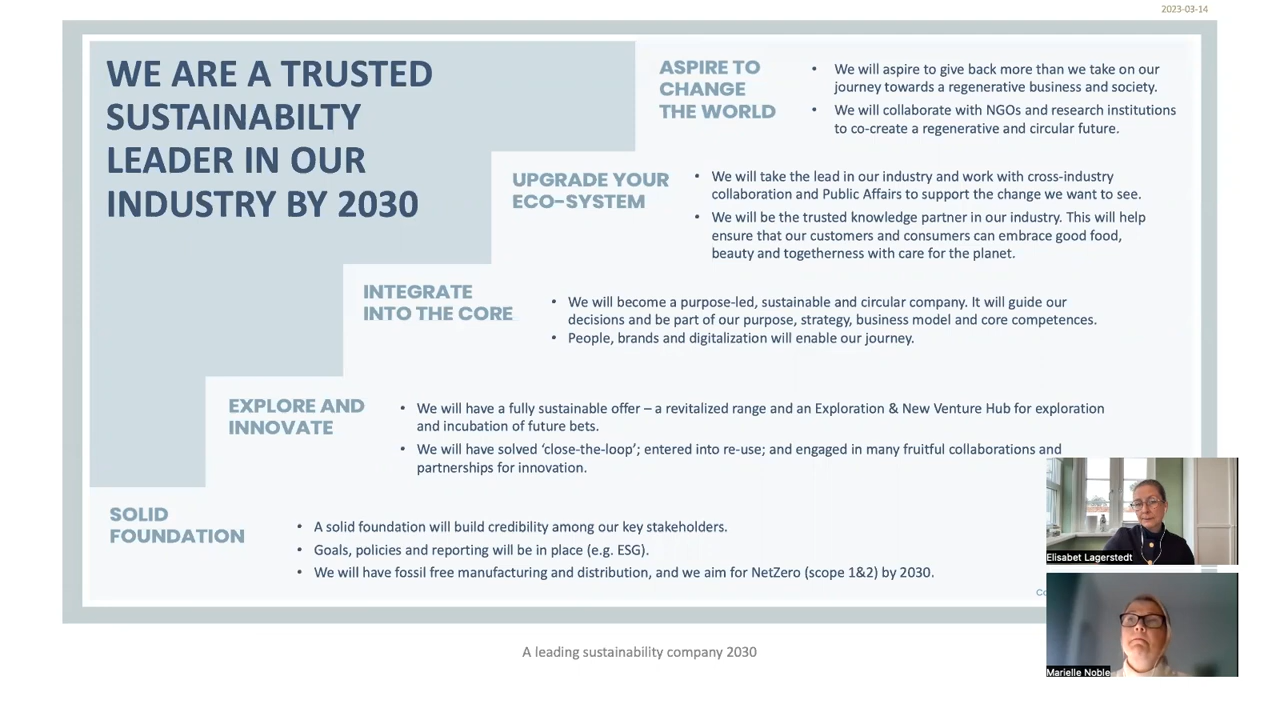 2023-03-14
WE ARE A TRUSTED
SUSTAINABILTY
LEADER IN OUR
INDUSTRY BY 2030
ASPIRE TO
CHANGE
THE WORLD
• We will aspire to give back more than we take on our
journey towards a regenerative business and society.
• We will collaborate with NGOs and research institutions
to co-create a regenerative and circular future.
UPGRADE YOUR
ECO-SYSTEM
• We will take the lead in our industry and work with cross-industry
collaboration and Public Affairs to support the change we want to see.
• We will be the trusted knowledge partner in our industry. This will help
ensure that our customers and consumers can embrace good food,
beauty and togetherness with care for the planet.
INTEGRATE
INTO THE CORE
• We will become a purpose-led, sustainable and circular company. It will guide our
decisions and be part of our purpose, strategy, business model and core competences.
• People, brands and digitalization will enable our journey.
EXPLORE AND
INNOVATE
• We will have a fully sustainable offer – a revitalized range and an Exploration & New Venture Hub for exploration
and incubation of future bets.
• We will have solved ‘close-the-loop’; entered into re-use; and engaged in many fruitful collaborations and
partnerships for innovation.
SOLID
FOUNDATION
• A solid foundation will build credibility among our key stakeholders.
• Goals, policies and reporting will be in place (e.g. ESG).
• We will have fossil free manufacturing and distribution, and we aim for NetZero (scope 1&2) by 2030.
A leading sustainability company 2030
Elisabet Lagerstedt
Marielle Noble